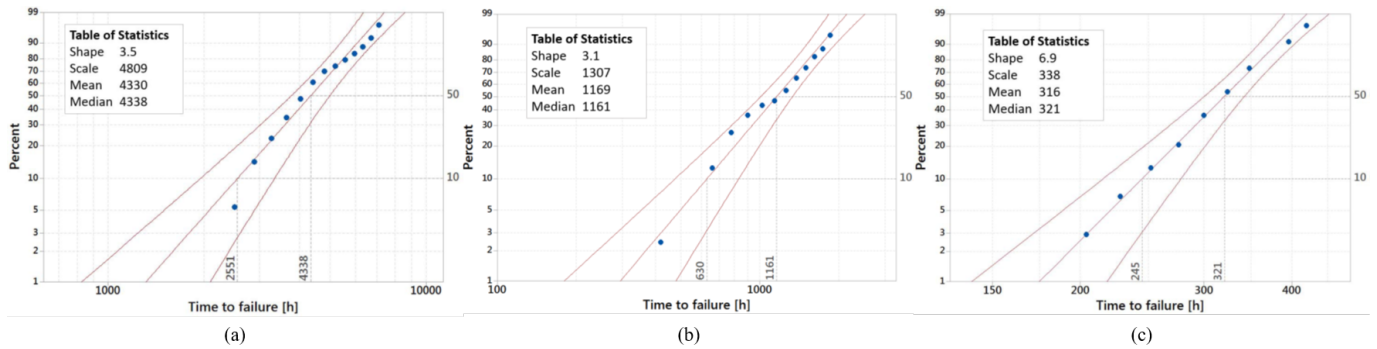 99
90
80
70
60
50
40
30
20
10
5
3
2
1
Percent
Table of Statistics
Shape 3.5
Scale 4809
Mean 4330
Median 4338
50
10
2551
4338
1000
10000
Time to failure [h]
(a)
99
90
80
70
60
50
40
30
20
10
5
3
2
1
Percent
Table of Statistics
Shape 3.1
Scale 1307
Mean 1169
Median 1161
50
10
630
1161
100
1000
Time to failure [h]
(b)
99
90
80
70
60
50
40
30
20
10
5
3
2
1
Percent
Table of Statistics
Shape 6.9
Scale 338
Mean 316
Median 321
50
10
245
321
150
200
300
400
Time to failure [h]
(c)